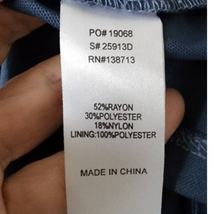 PO# 19068
S# 25913D
RN#138713
52%RAYON
30%POLYESTER
18%NYLON
LINING:100%POLYESTER
MADE IN CHINA